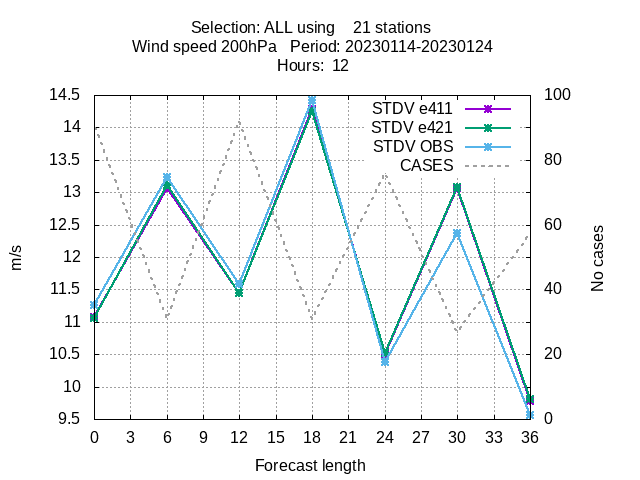 Selection: ALL using    21 stations
Wind speed 200hPa   Period: 20230114-20230124
Hours:  12
STDV e411
STDV e421
STDV OBS
CASES
14.5
14
13.5
13
12.5
12
11.5
11
10.5
10
9.5
100
80
60
40
20
0
m/s
No cases
0 3 6 9 12 15 18 21 24 27 30 33 36
Forecast length